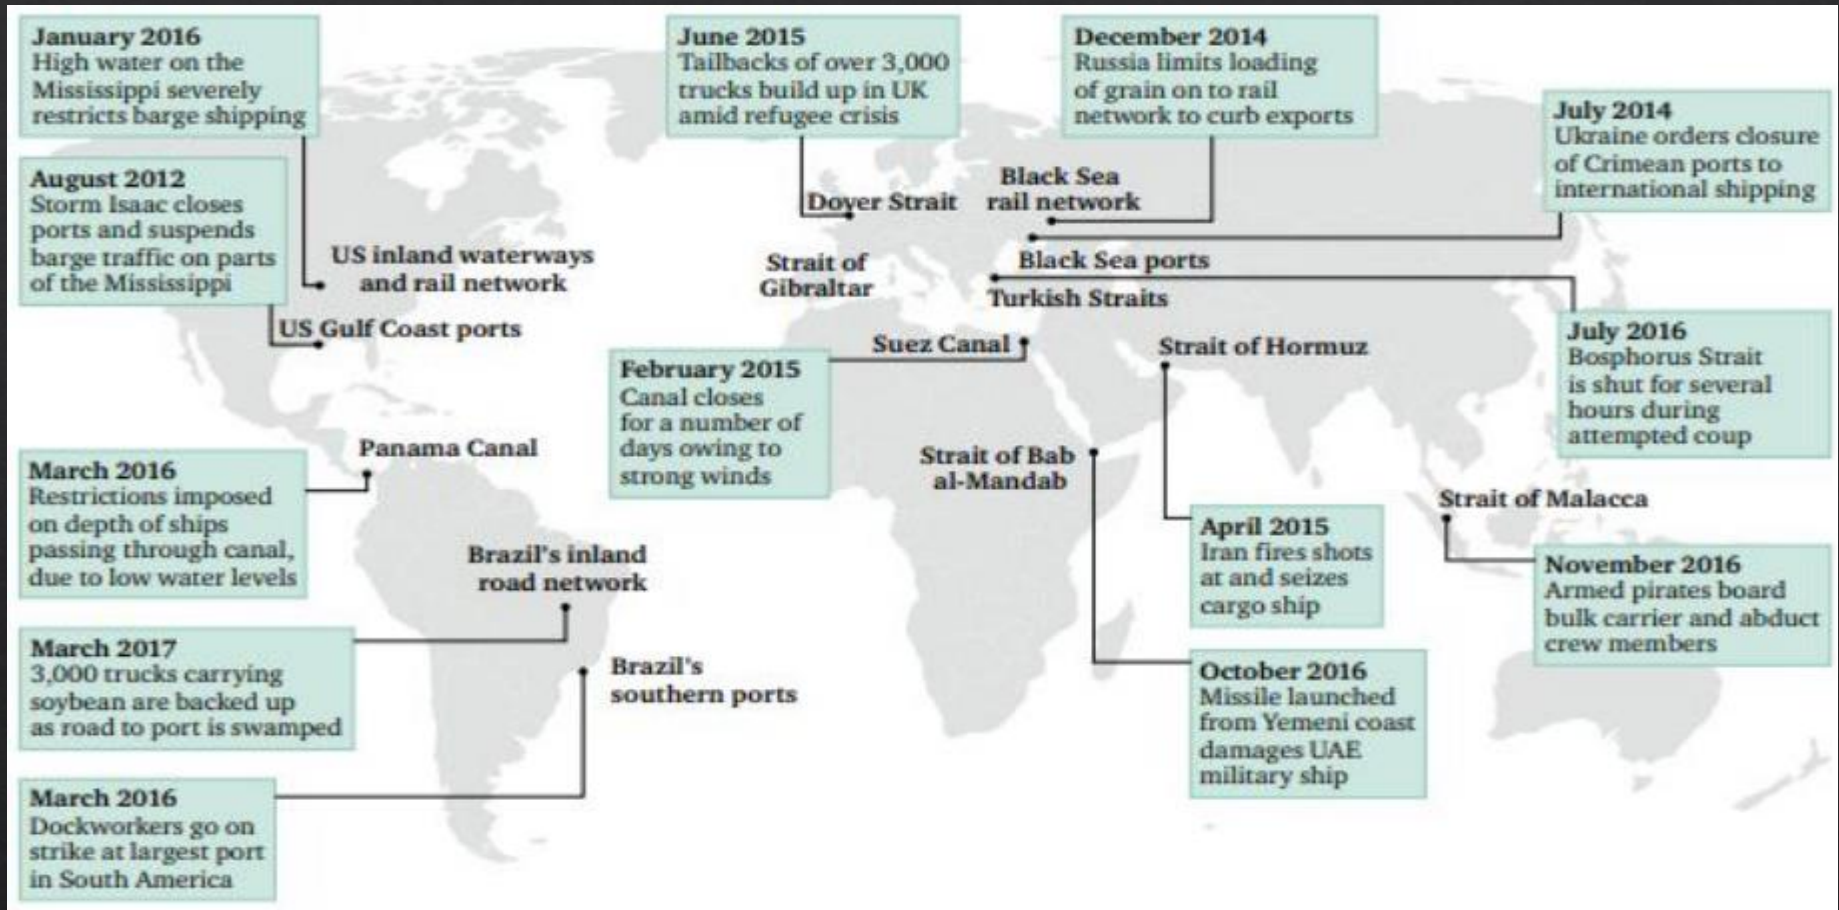 January 2016
High water on the
Mississippi severely
restricts barge shipping
August 2012
Storm Isaac closes
ports and suspends
barge traffic on parts
of the Mississippi
US inland waterways
and rail network
US Gulf Coast ports
June 2015
Tailbacks of over 3,000
trucks build up in UK
amid refugee crisis
December 2014
Russia limits loading
of grain on to rail
network to curb exports
July 2014
Ukraine orders closure
of Crimean ports to
international shipping
Dover Strait
Black Sea
rail network
Strait of
Gibraltar
Black Sea ports
Turkish Straits
July 2016
Bosphorus Strait
is shut for several
hours during
attempted coup
Suez Canal
Strait of Hormuz
February 2015
Canal closes
for a number of
days owing to
strong winds
Panama Canal
March 2016
Restrictions imposed
on depth of ships
passing through canal,
due to low water levels
Strait of Bab
al-Mandab
Strait of Malacca
April 2015
Iran fires shots
at and seizes
cargo ship
November 2016
Armed pirates board
bulk carrier and abduct
crew members
Brazil's inland
road network
March 2017
3,000 trucks carrying
soybean are backed up
as road to port is swamped
Brazil's
southern ports
October 2016
Missile launched
from Yemeni coast
damages UAE
military ship
March 2016
Dockworkers go on
strike at largest port
in South America